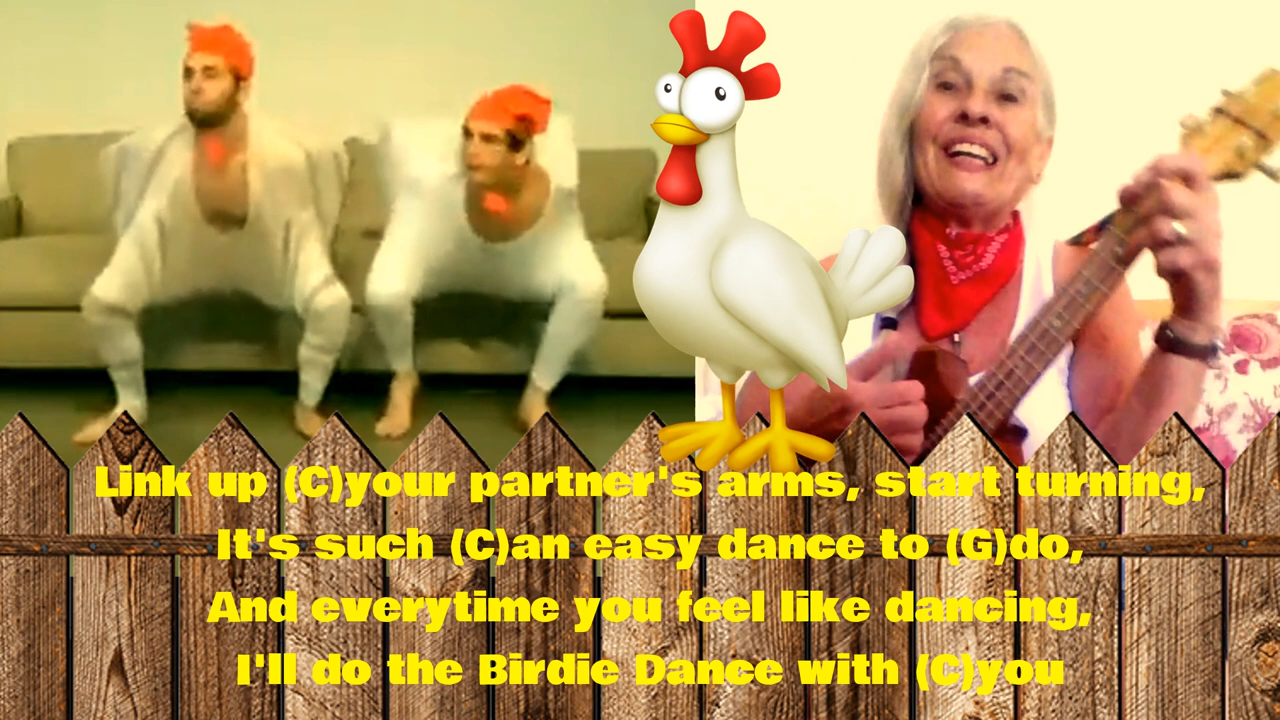 Link up (C)your partner's arms, start turning,
It's such (C)an easy dance to (G)do,
And everytime you feel like dancing,
I'll do the Birdie Dance with (C)you